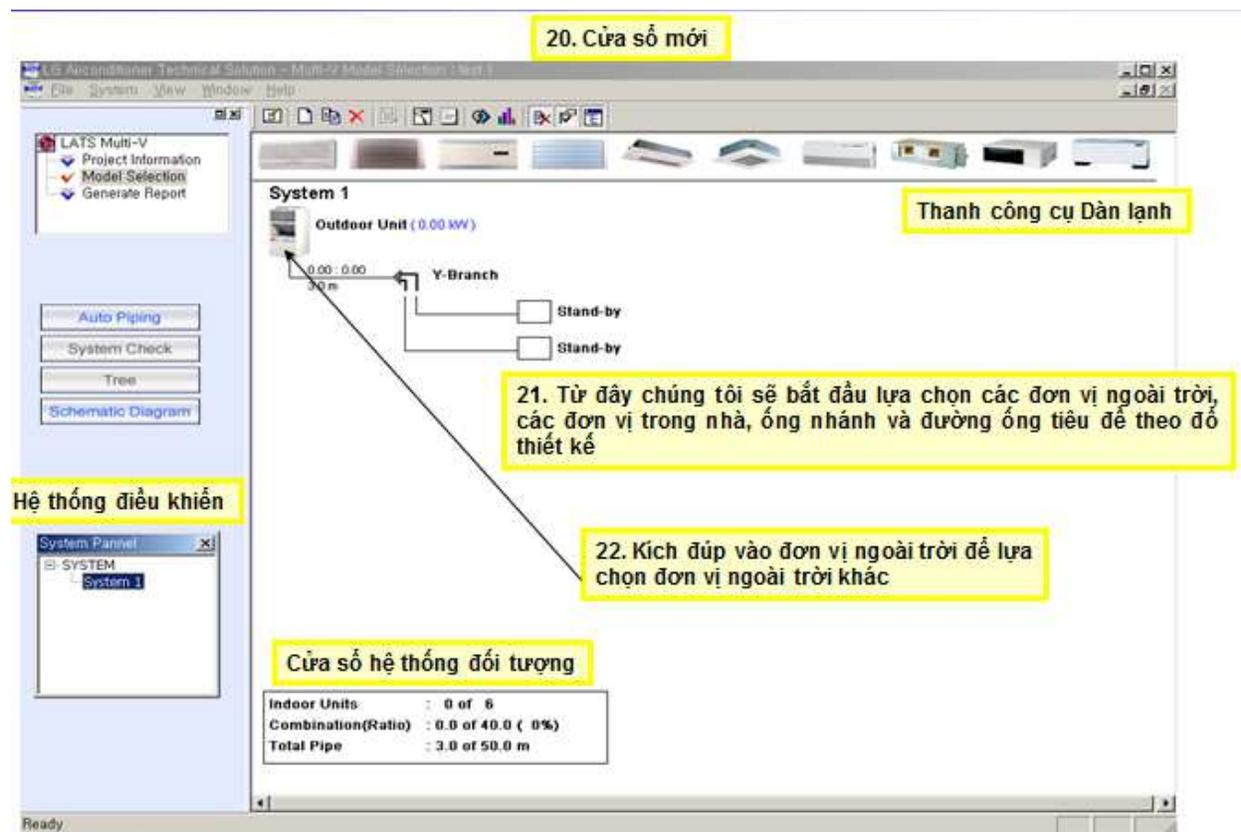 20. Cửa sổ mới
LG Airconditioner Technical Solution - Multi-V Model Selection : test 1
File System View Window Help
LATS Multi-V
Project Information
Model Selection
Generate Report
System 1
Thanh công cụ Dàn lạnh
Outdoor Unit (0.00 kW)
0.00 : 0.00
3.0 m
Y-Branch
Stand-by
Stand-by
Auto Piping
System Check
Tree
Schematic Diagram
21. Từ đây chúng tôi sẽ bắt đầu lựa chọn các đơn vị ngoài trời,
các đơn vị trong nhà, ống nhánh và đường ống tiêu đề theo đồ
thiết kế
Hệ thống điều khiển
System Pannel
SYSTEM
System 1
22. Kích đúp vào đơn vị ngoài trời để lựa
chọn đơn vị ngoài trời khác
Cửa sổ hệ thống đối tượng
Indoor Units : 0 of 6
Combination(Ratio) : 0.0 of 40.0 ( 0%)
Total Pipe : 3.0 of 50.0 m
Ready